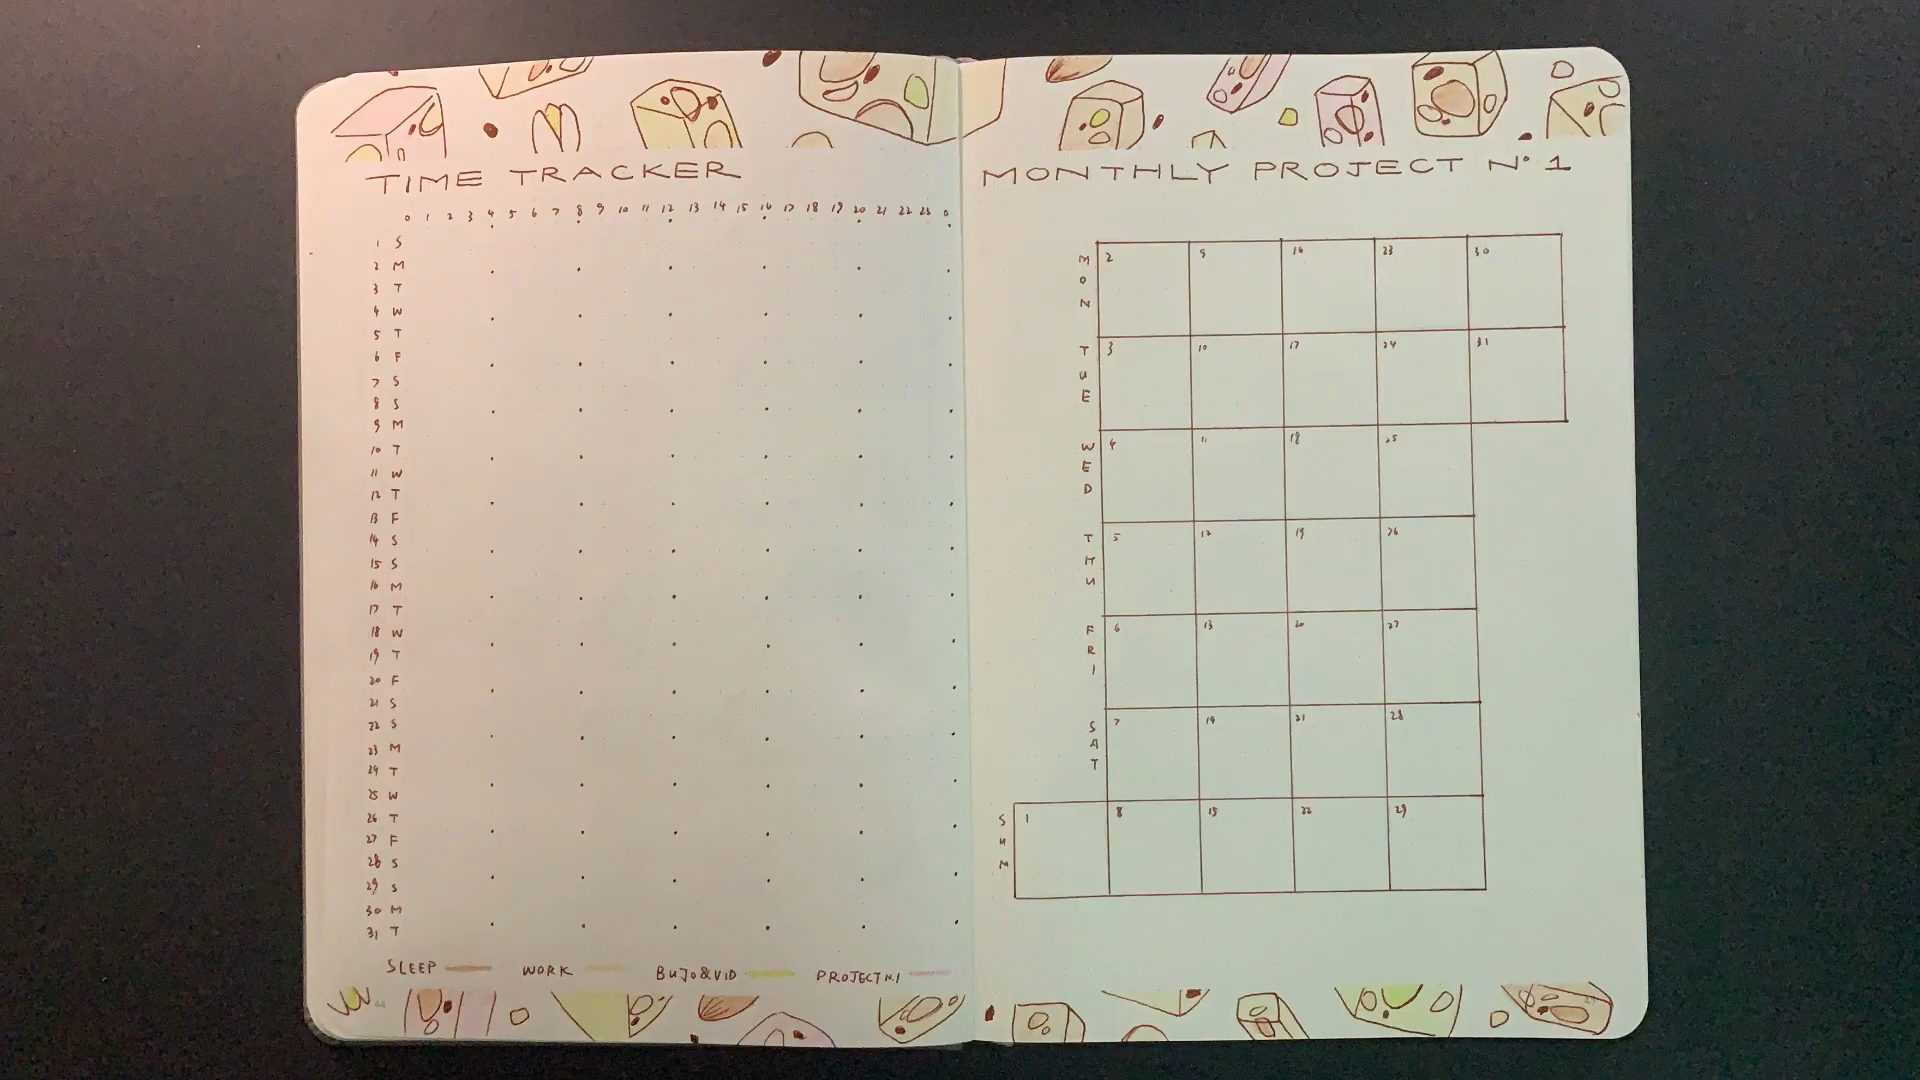 TIME TRACKER
0 1 2 3 4 5 6 7 8 9 10 11 12 13 14 15 16 17 18 19 20 21 22 23 0
1 S
2 M
3 T
4 W
5 T
6 F
7 S
8 S
9 M
10 T
11 W
12 T
13 F
14 S
15 S
16 M
17 T
18 W
19 T
20 F
21 S
22 S
23 M
24 T
25 W
26 T
27 F
28 S
29 S
30 M
31 T
SLEEP WORK BUJO&VID PROJECT N.1
MONTHLY PROJECT N° 1
MON 2 9 16 23 30
TUE 3 10 17 24 31
WED 4 11 18 25
THU 5 12 19 26
FRI 6 13 20 27
SAT 7 14 21 28
SUN 1 8 15 22 29